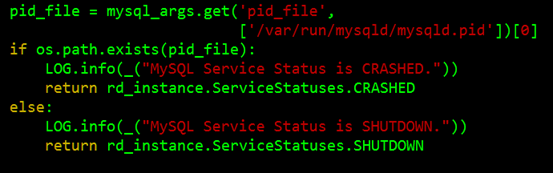 pid_file = mysql_args.get('pid_file',
                          ['/var/run/mysqld/mysqld.pid'])[0]
if os.path.exists(pid_file):
    LOG.info(_("MySQL Service Status is CRASHED."))
    return rd_instance.ServiceStatuses.CRASHED
else:
    LOG.info(_("MySQL Service Status is SHUTDOWN."))
    return rd_instance.ServiceStatuses.SHUTDOWN